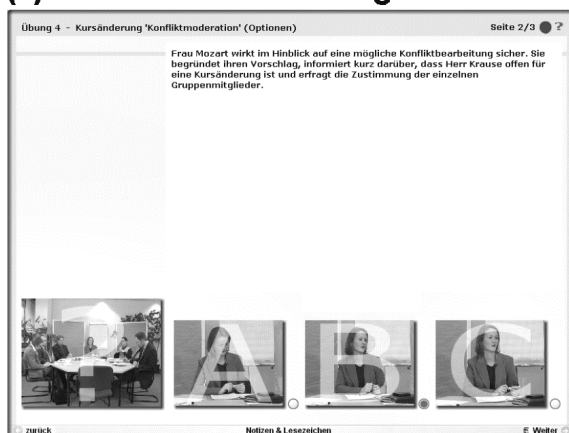 Übung 4 - Kursänderung 'Konfliktmoderation' (Optionen)
Seite 2/3 ?
Frau Mozart wirkt im Hinblick auf eine mögliche Konfliktbearbeitung sicher. Sie
begründet ihren Vorschlag, informiert kurz darüber, dass Herr Krause offen für
eine Kursänderung ist und erfragt die Zustimmung der einzelnen
Gruppenmitglieder.
? A B C
zurück Notizen & Lesezeichen Weiter